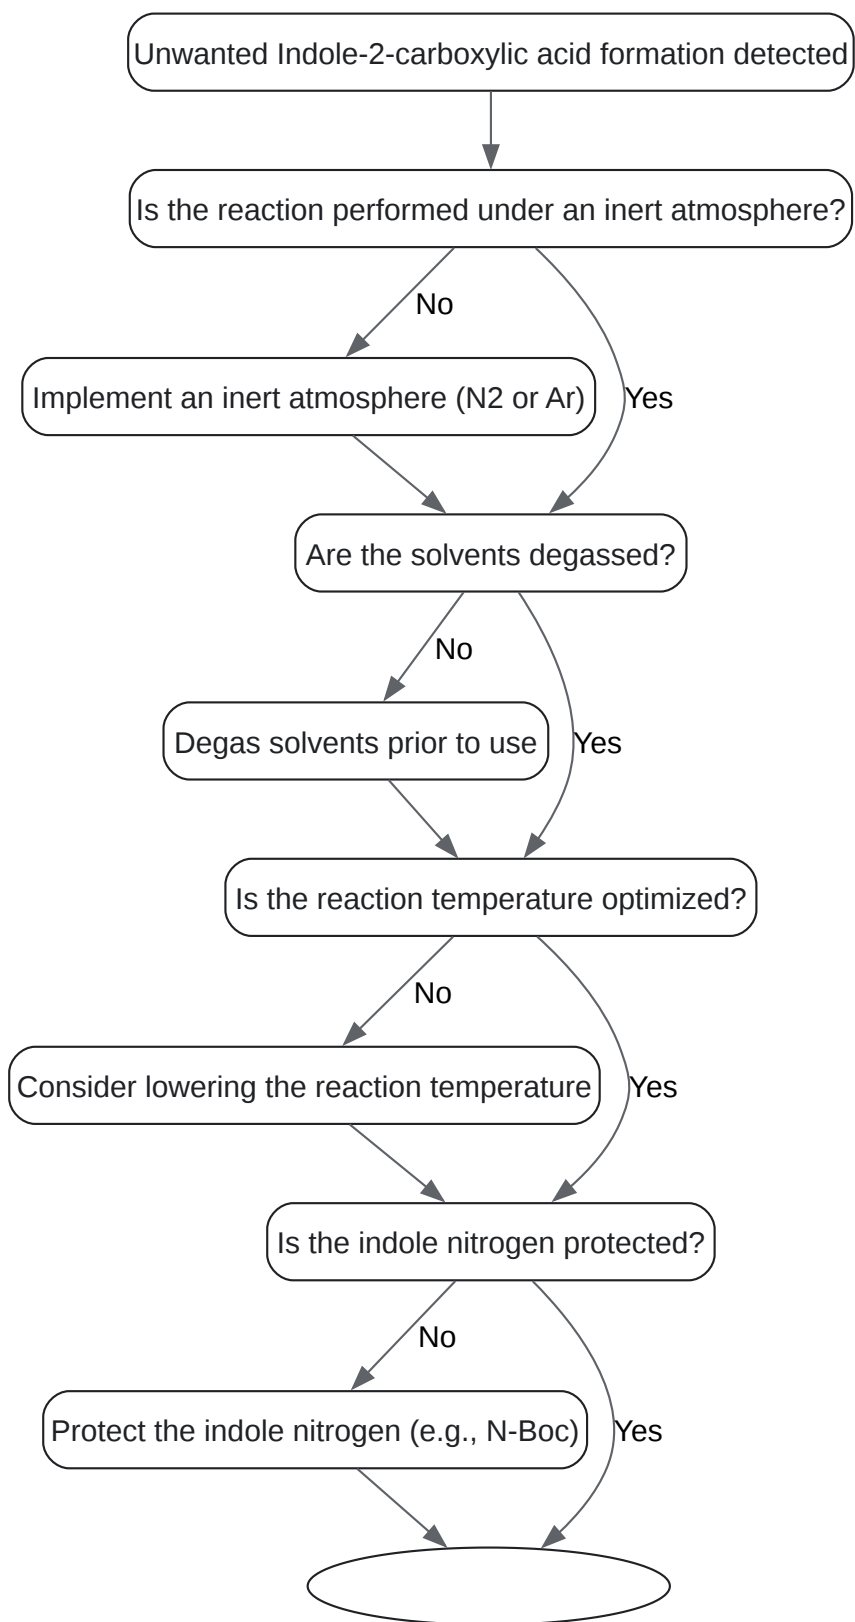 Unwanted Indole-2-carboxylic acid formation detected
Is the reaction performed under an inert atmosphere?
No
Implement an inert atmosphere (N2 or Ar)
Yes
Are the solvents degassed?
No
Degas solvents prior to use
Yes
Is the reaction temperature optimized?
No
Consider lowering the reaction temperature
Yes
Is the indole nitrogen protected?
No
Protect the indole nitrogen (e.g., N-Boc)
Yes